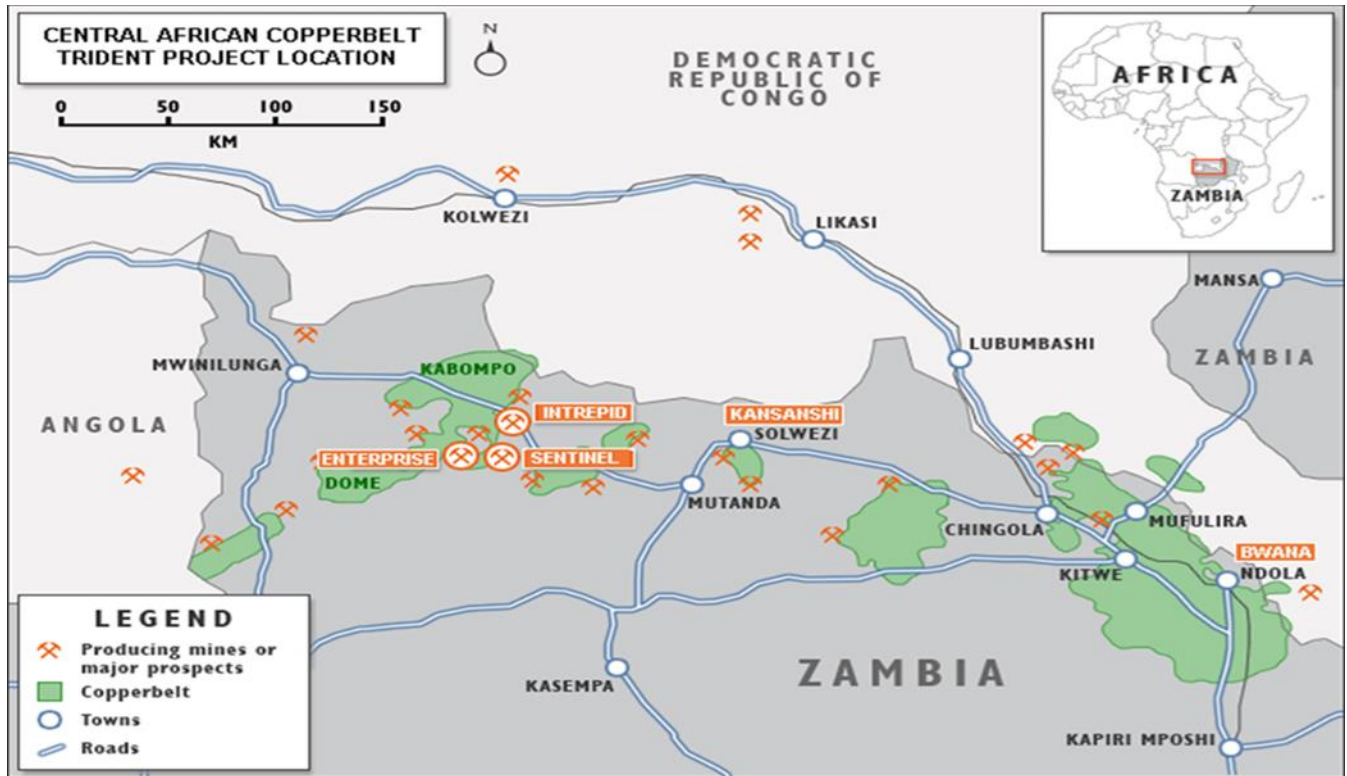 CENTRAL AFRICAN COPPERBELT
TRIDENT PROJECT LOCATION
0 50 100 150
KM
N
DEMOCRATIC
REPUBLIC OF
CONGO
AFRICA
ZAMBIA
KOLWEZI
LIKASI
MANSA
LUBUMBASHI
ZAMBIA
MWINILUNGA
KABOMPO
ANGOLA
INTREPID
KANSANSHI
SOLWEZI
ENTERPRISE
SENTINEL
DOME
MUTANDA
CHINGOLA
MUFULIRA
KITWE
BWANA
NDOLA
LEGEND
Producing mines or
major prospects
Copperbelt
Towns
Roads
KASEMPA
ZAMBIA
KAPIRI MPOSHI